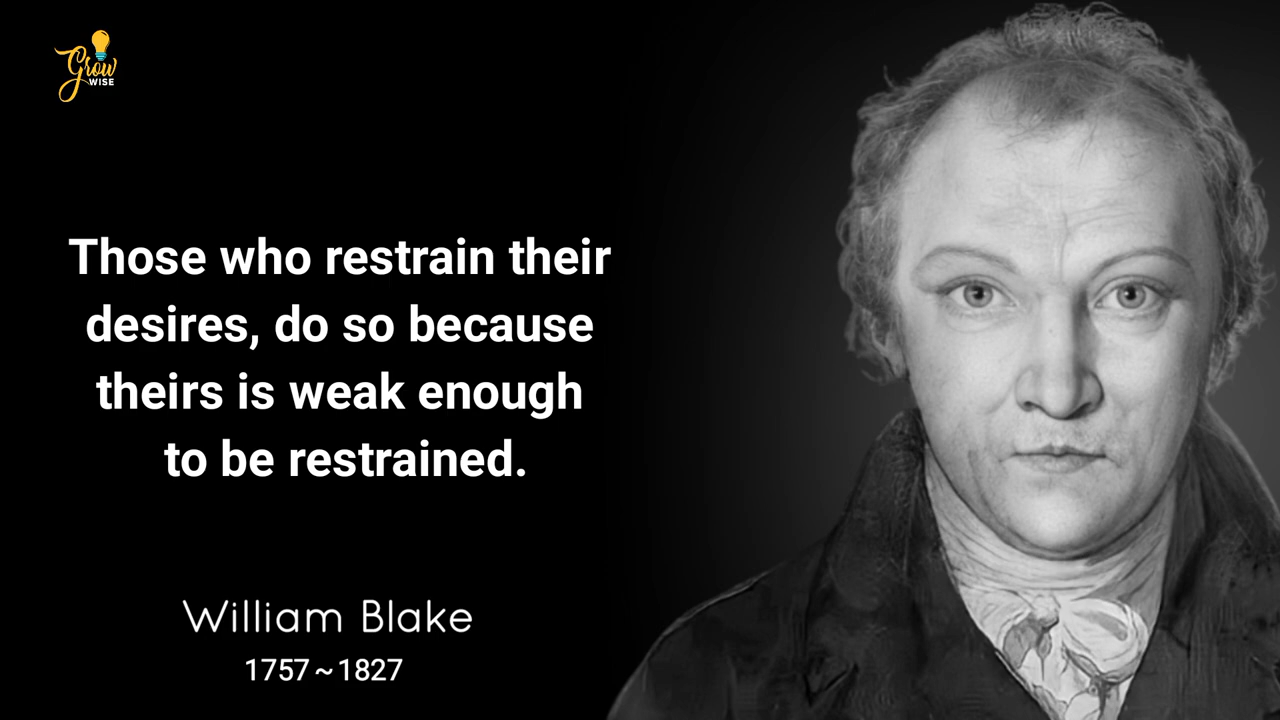 Grow
WISE
Those who restrain their
desires, do so because
theirs is weak enough
to be restrained.
William Blake
1757~1827